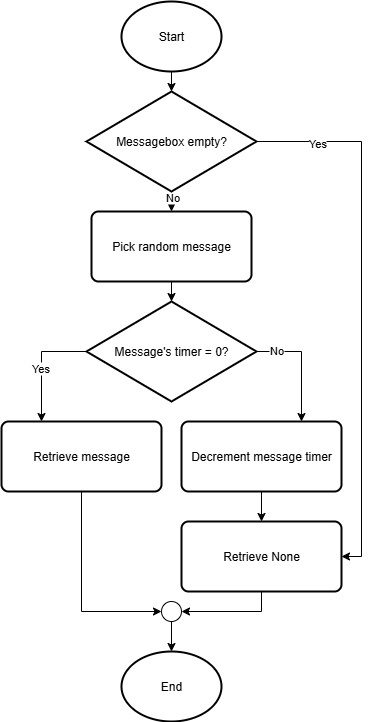 Start
Messagebox empty?
Yes
No
Pick random message
Message's timer = 0?
Yes
No
Retrieve message
Decrement message timer
Retrieve None
End